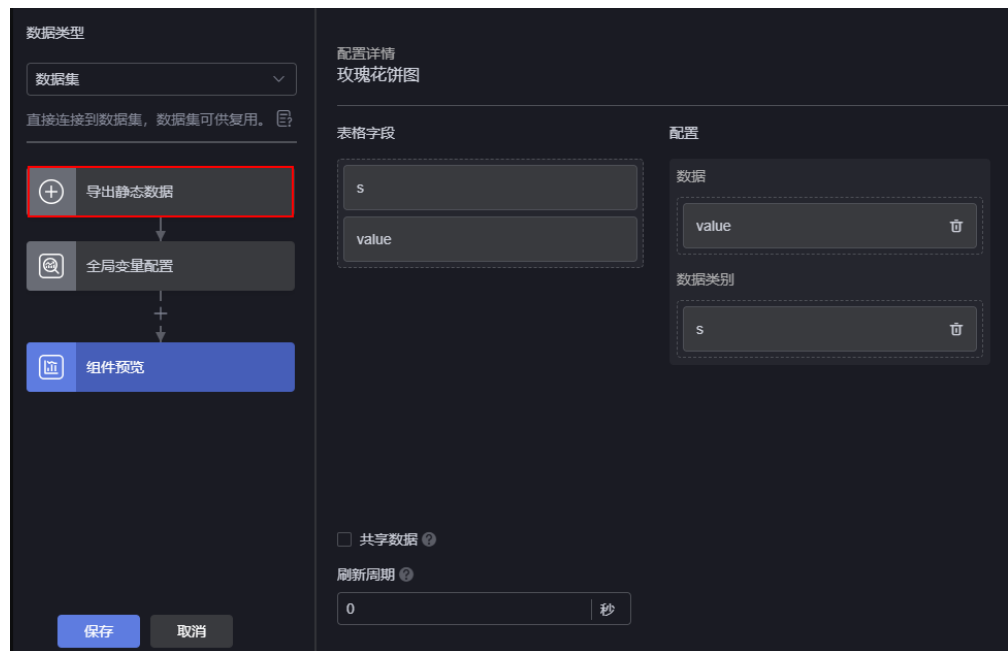 数据类型
数据集
直接连接到数据集，数据集可供复用。
导出静态数据
全局变量配置
组件预览
保存
取消
配置详情
玫瑰花饼图
表格字段
s
value
配置
数据
value
数据类别
s
共享数据
刷新周期
0
秒